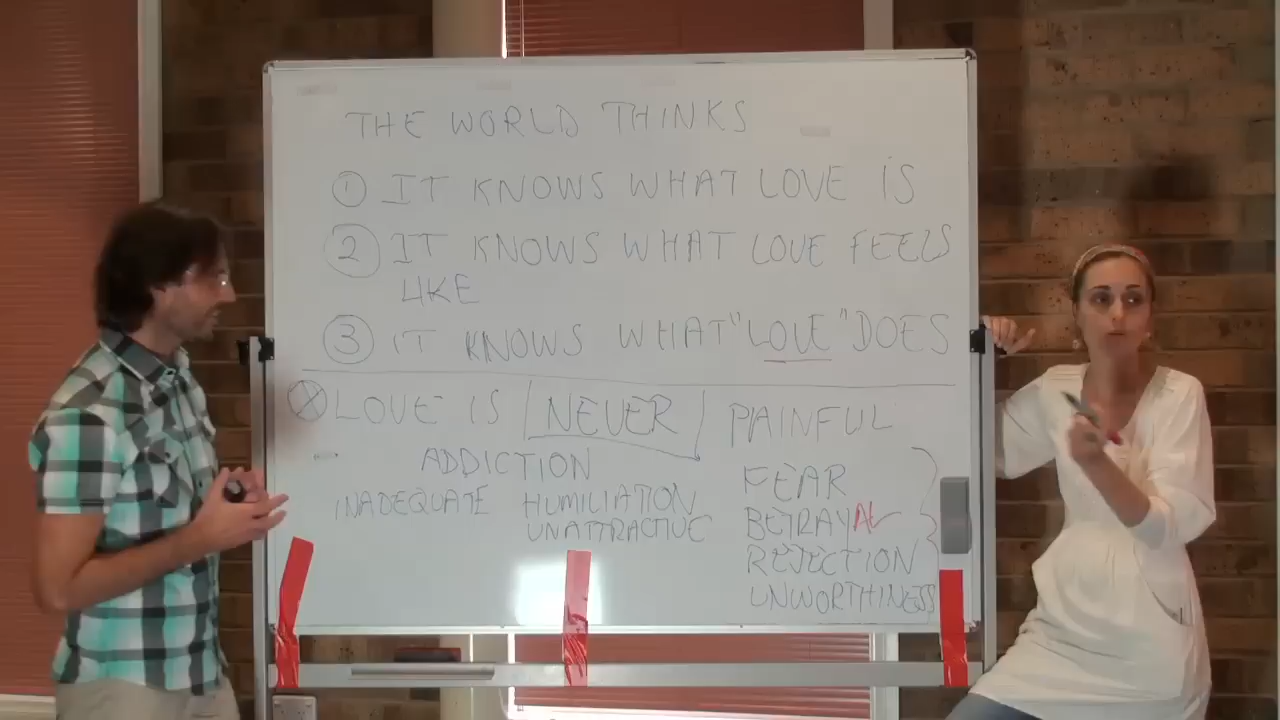 THE WORLD THINKS
① IT KNOWS WHAT LOVE IS
② IT KNOWS WHAT LOVE FEELS
LIKE
③ IT KNOWS WHAT "LOVE" DOES
LOVE IS NEVER PAINFUL
ADDICTION
INADEQUATE HUMILIATION
UNATTRACTIVE
FEAR
BETRAYAL
REJECTION
UNWORTHINESS